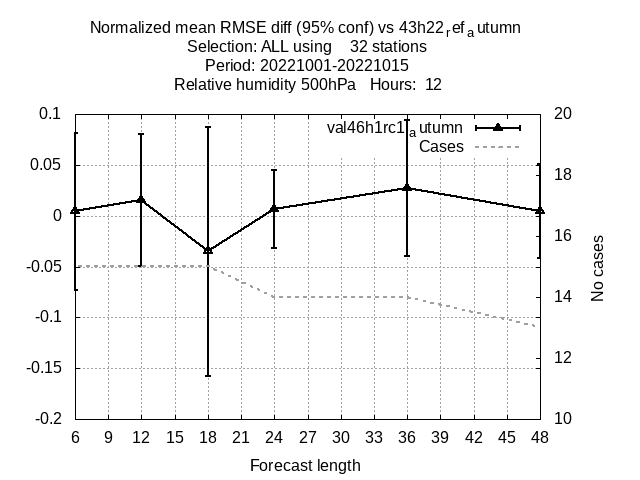 Normalized mean RMSE diff (95% conf) vs 43h22refautumn
Selection: ALL using    32 stations
Period: 20221001-20221015
Relative humidity 500hPa   Hours:  12
0.1
0.05
0
-0.05
-0.1
-0.15
-0.2
20
18
16
14
12
10
val46h1rc1autumn
Cases
No cases
6 9 12 15 18 21 24 27 30 33 36 39 42 45 48
Forecast length